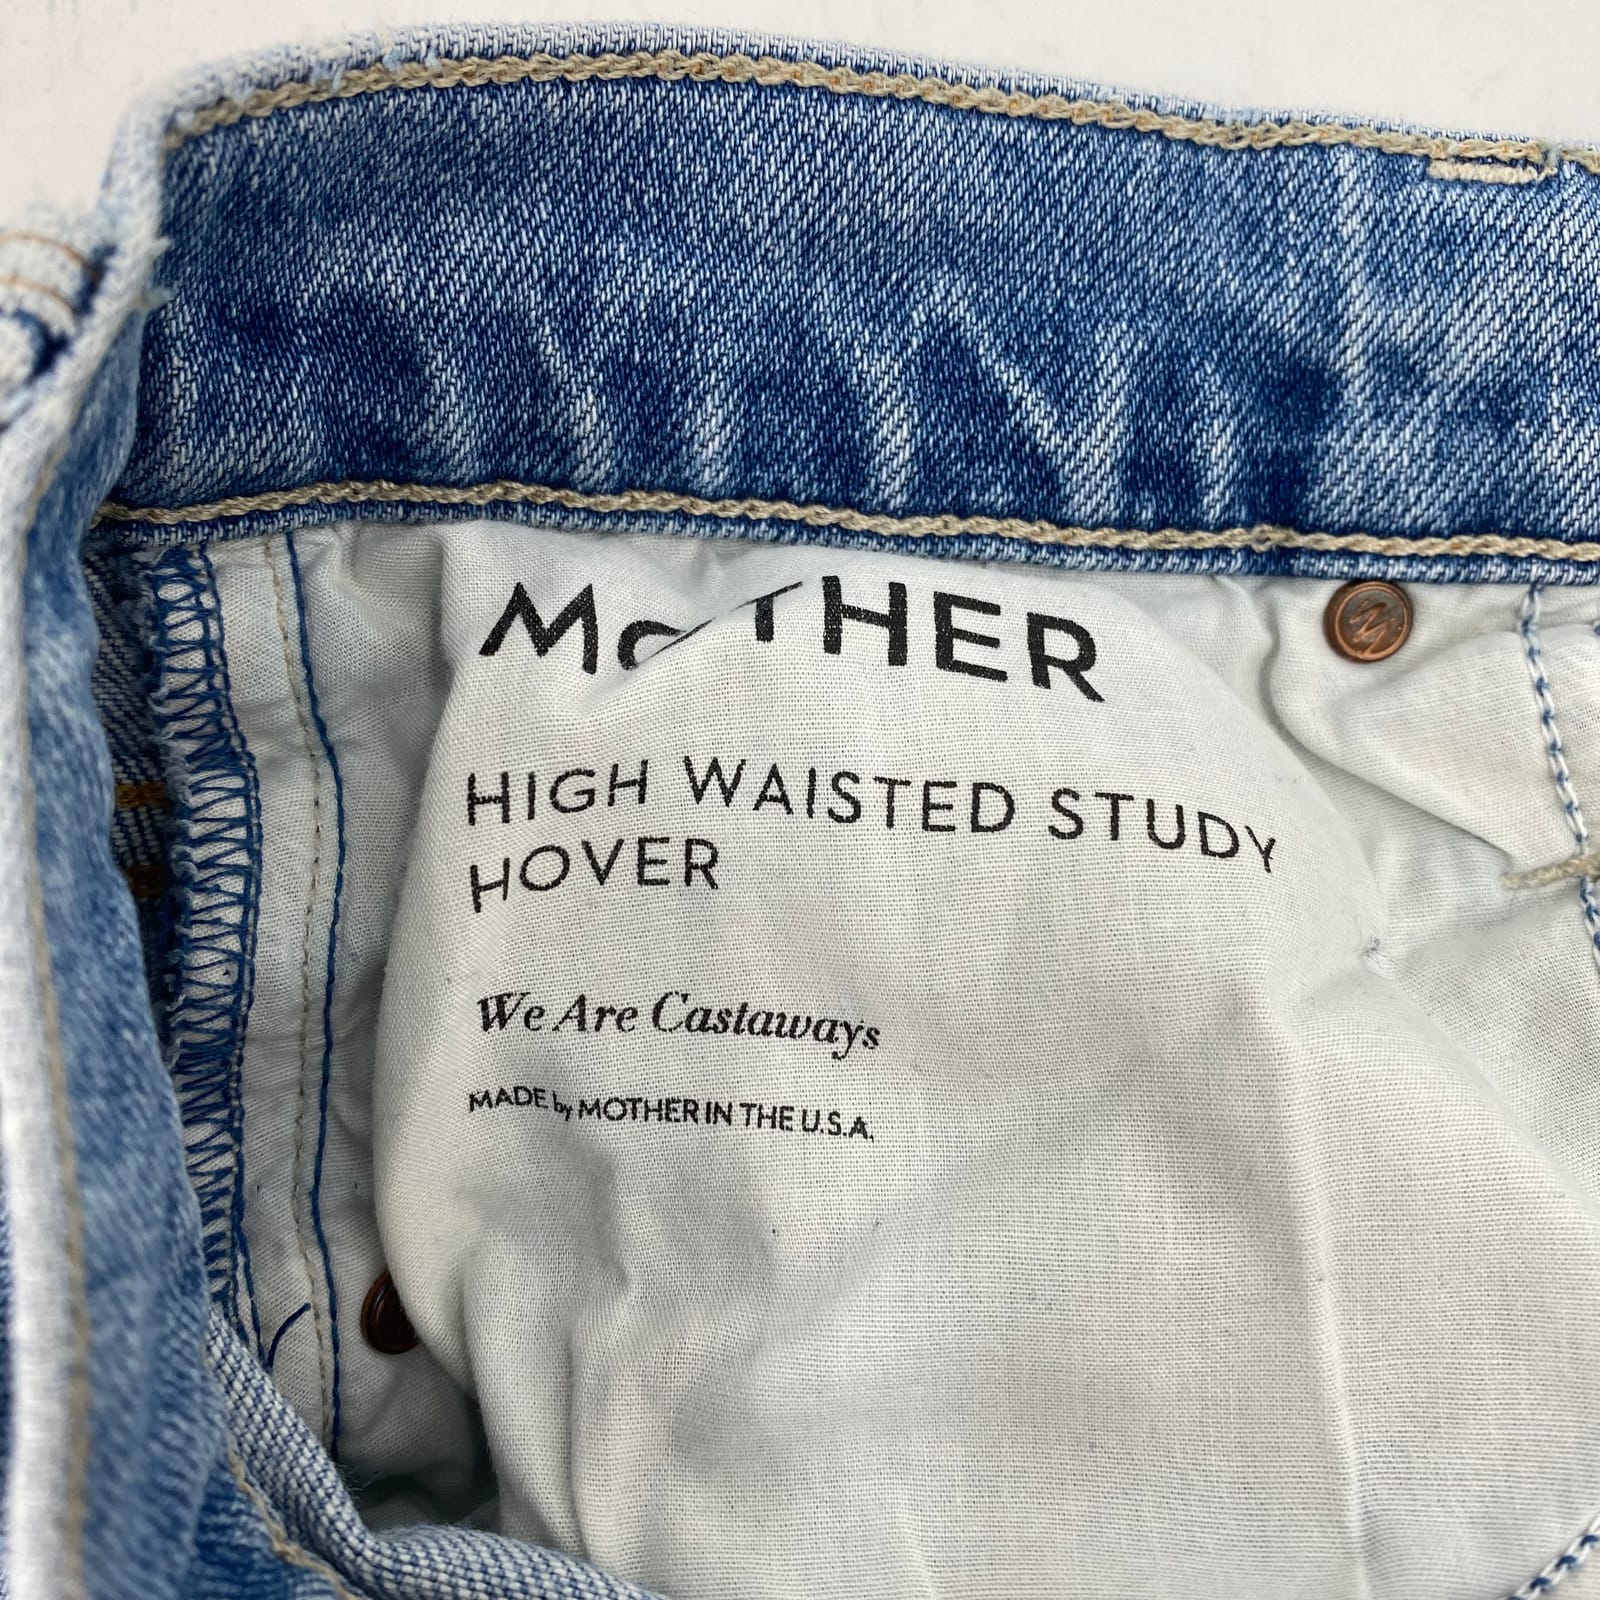 MOTHER
HIGH WAISTED STUDY
HOVER
We Are Castaways
MADE by MOTHER IN THE U.S.A.
M